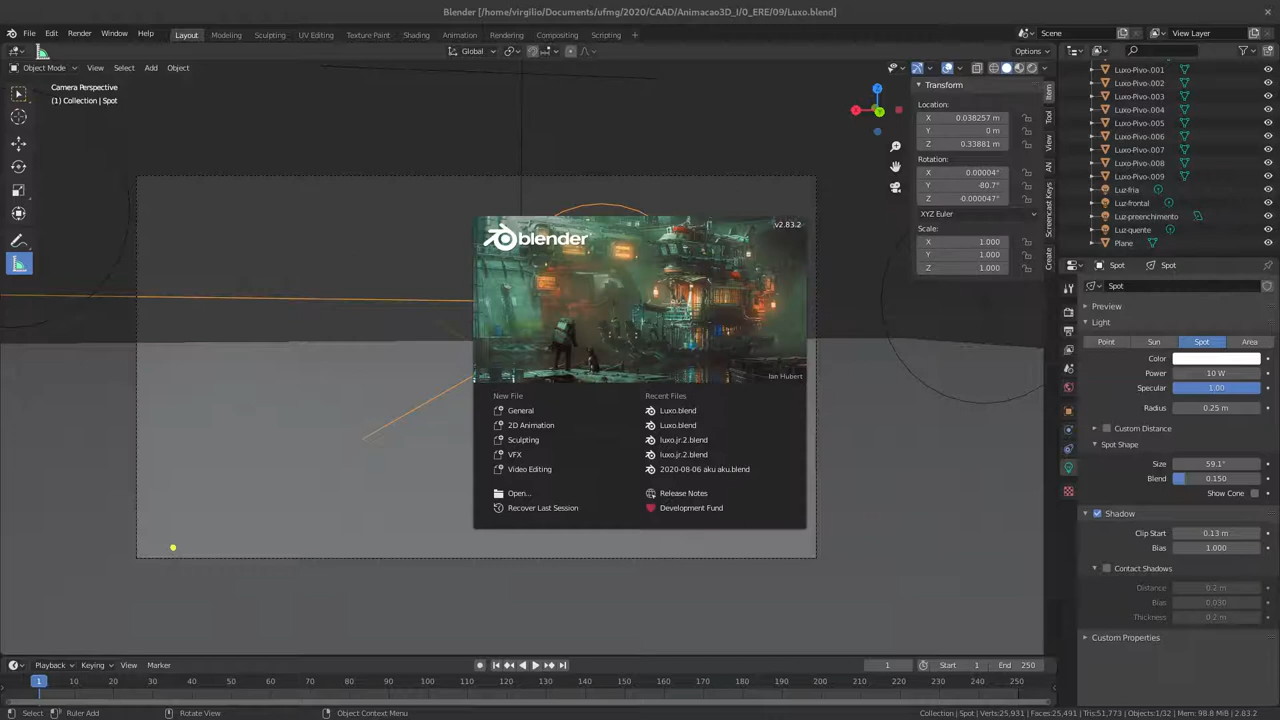 Blender [/home/virgilio/Documents/ufmg/2020/CAAD/Animacao3D_I/0_ERE/09/Luxo.blend]
File Edit Render Window Help Layout Modeling Sculpting UV Editing Texture Paint Shading Animation Rendering Compositing Scripting + Scene View Layer
Global Options
Object Mode View Select Add Object
Camera Perspective
(1) Collection | Spot
Transform
Location:
X 0.038257 m
Y 0 m
Z 0.33881 m
Rotation:
X 0.00004°
Y -80.7°
Z -0.000047°
XYZ Euler
Scale:
X 1.000
Y 1.000
Z 1.000
Item
Tool
View
AN
Screencast Keys
Create
Z
Luxo-Pivo-.001
Luxo-Pivo-.002
Luxo-Pivo-.003
Luxo-Pivo-.004
Luxo-Pivo-.005
Luxo-Pivo-.006
Luxo-Pivo-.007
Luxo-Pivo-.008
Luxo-Pivo-.009
Luz-fria
Luz-frontal
Luz-preenchimento
Luz-quente
Plane
Spot Spot
Spot
Preview
Light
Point Sun Spot Area
Color
Power 10 W
Specular 1.00
Radius 0.25 m
Custom Distance
Spot Shape
Size 59.1°
Blend 0.150
Show Cone
Shadow
Clip Start 0.13 m
Bias 1.000
Contact Shadows
Distance 0.2 m
Bias 0.030
Thickness 0.2 m
Custom Properties
blender
v2.83.2
Ian Hubert
New File
General
2D Animation
Sculpting
VFX
Video Editing
Open...
Recover Last Session
Recent Files
Luxo.blend
Luxo.blend
luxo.jr.2.blend
luxo.jr.2.blend
2020-08-06 aku aku.blend
Release Notes
Development Fund
Playback Keying View Marker 1 Start 1 End 250
1 10 20 30 40 50 60 70 80 90 100 110 120 130 140 150 160 170 180 190 200 210 220 230 240 250
Select Ruler Add Rotate View Object Context Menu Collection | Spot | Verts:25,931 | Faces:25,491 | Tris:51,773 | Objects:1/32 | Mem: 98.8 MiB | 2.83.2